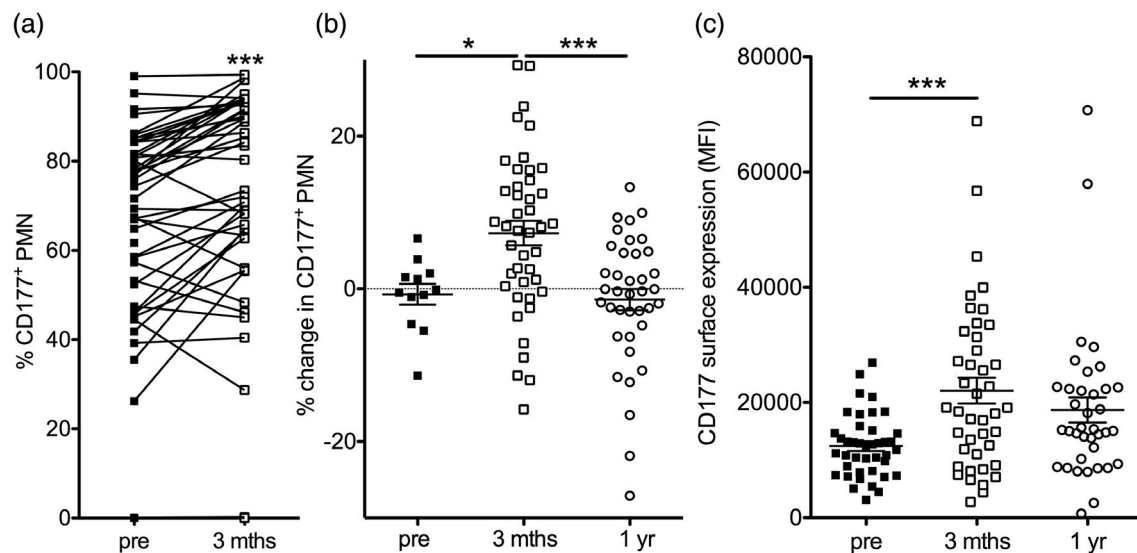 (a)
% CD177+ PMN
100
80
60
40
20
0
***
pre
3 mths
(b)
% change in CD177+ PMN
20
0
-20
*
***
pre
3 mths
1 yr
(c)
CD177 surface expression (MFI)
80000
60000
40000
20000
0
***
pre
3 mths
1 yr